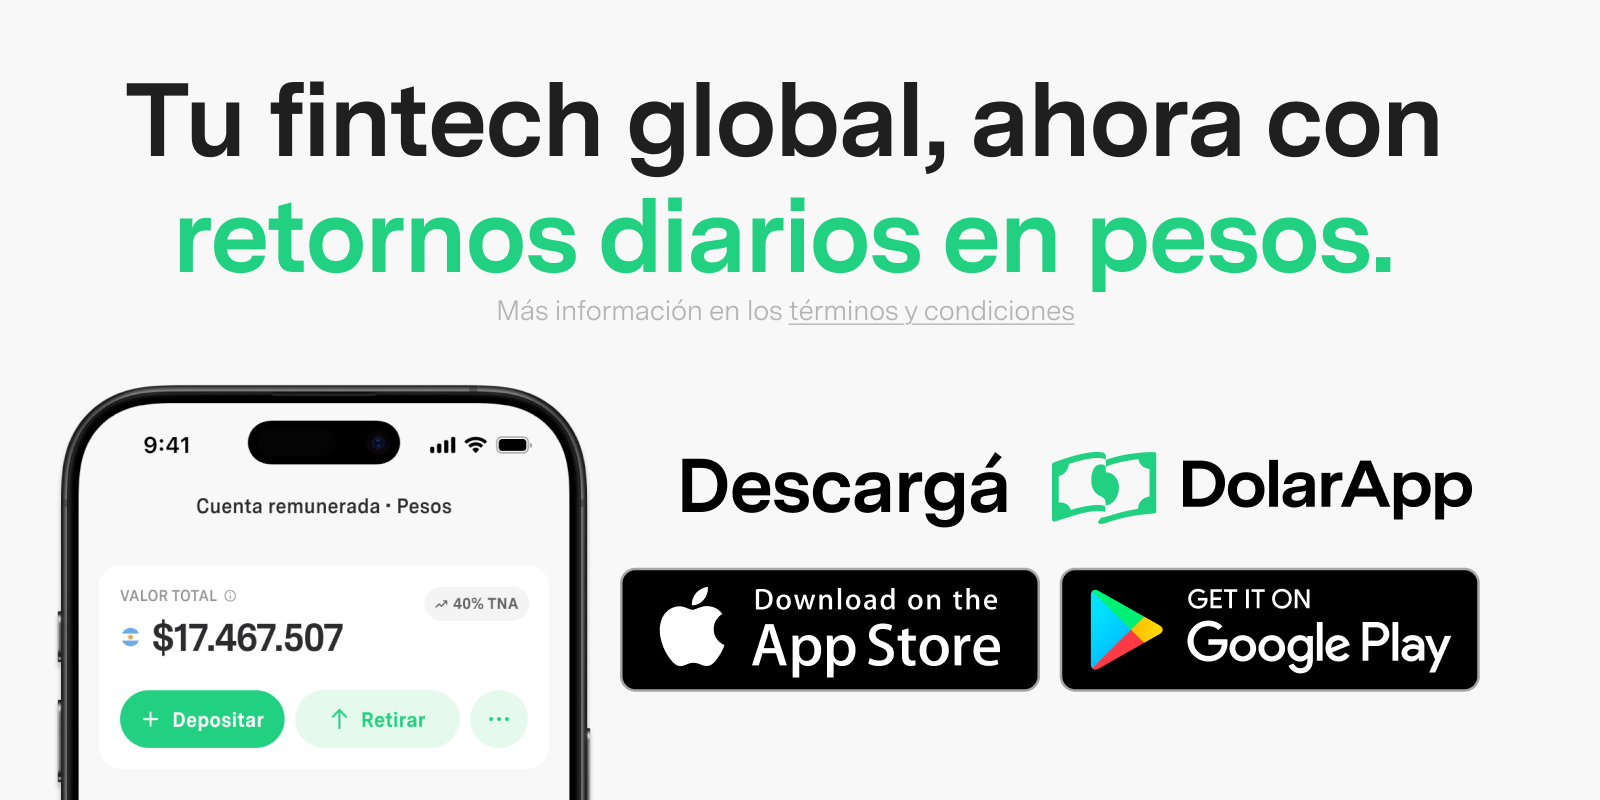 Tu fintech global, ahora con
retornos diarios en pesos.
Más información en los términos y condiciones
9:41
Cuenta remunerada · Pesos
VALOR TOTAL
40% TNA
$17.467.507
+ Depositar
↑ Retirar
...
Descargá DolarApp
Download on the
App Store
GET IT ON
Google Play